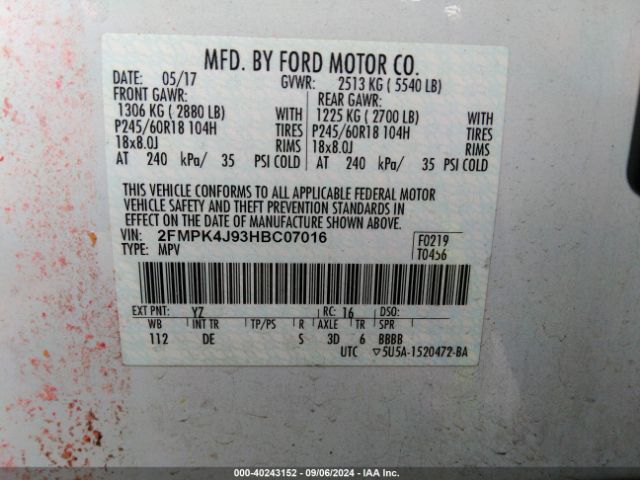 MFD. BY FORD MOTOR CO.
DATE: 05/17 GVWR: 2513 KG ( 5540 LB)
FRONT GAWR: REAR GAWR:
1306 KG ( 2880 LB) WITH 1225 KG ( 2700 LB) WITH
P245/60R18 104H TIRES P245/60R18 104H TIRES
18x8.0J RIMS 18x8.0J RIMS
AT 240 kPa/ 35 PSI COLD AT 240 kPa/ 35 PSI COLD
THIS VEHICLE CONFORMS TO ALL APPLICABLE FEDERAL MOTOR
VEHICLE SAFETY AND THEFT PREVENTION STANDARDS IN
EFFECT ON THE DATE OF MANUFACTURE SHOWN ABOVE.
VIN: 2FMPK4J93HBC07016 F0219
TYPE: MPV T0456
EXT PNT: YZ RC: 16 DSO:
WB INT TR TP/PS R AXLE TR SPR
112 DE S 3D 6 BBBB
UTC ▽5U5A-1520472-BA
000-40243152 - 09/06/2024 - IAA Inc.